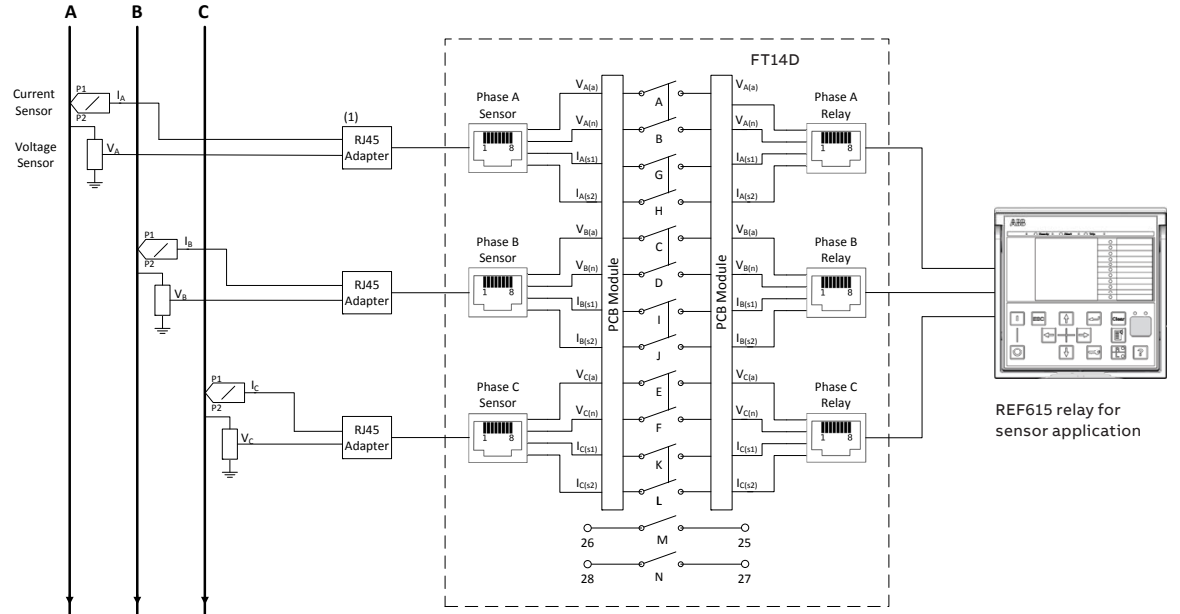 A B C
FT14D
Current
Sensor
P1
P2
I_A
Voltage
Sensor
V_A
(1)
RJ45
Adapter
Phase A
Sensor
1 8
V_A(a)
V_A(n)
I_A(s1)
I_A(s2)
A
B
G
H
V_A(a)
V_A(n)
I_A(s1)
I_A(s2)
Phase A
Relay
1 8
P1
P2
I_B
V_B
RJ45
Adapter
Phase B
Sensor
1 8
V_B(a)
V_B(n)
I_B(s1)
I_B(s2)
PCB Module
C
D
I
J
PCB Module
V_B(a)
V_B(n)
I_B(s1)
I_B(s2)
Phase B
Relay
1 8
ABB
ESC
Clear
REF615 relay for
sensor application
P1
P2
I_C
V_C
RJ45
Adapter
Phase C
Sensor
1 8
V_C(a)
V_C(n)
I_C(s1)
I_C(s2)
E
F
K
L
V_C(a)
V_C(n)
I_C(s1)
I_C(s2)
Phase C
Relay
1 8
26 M 25
28 N 27